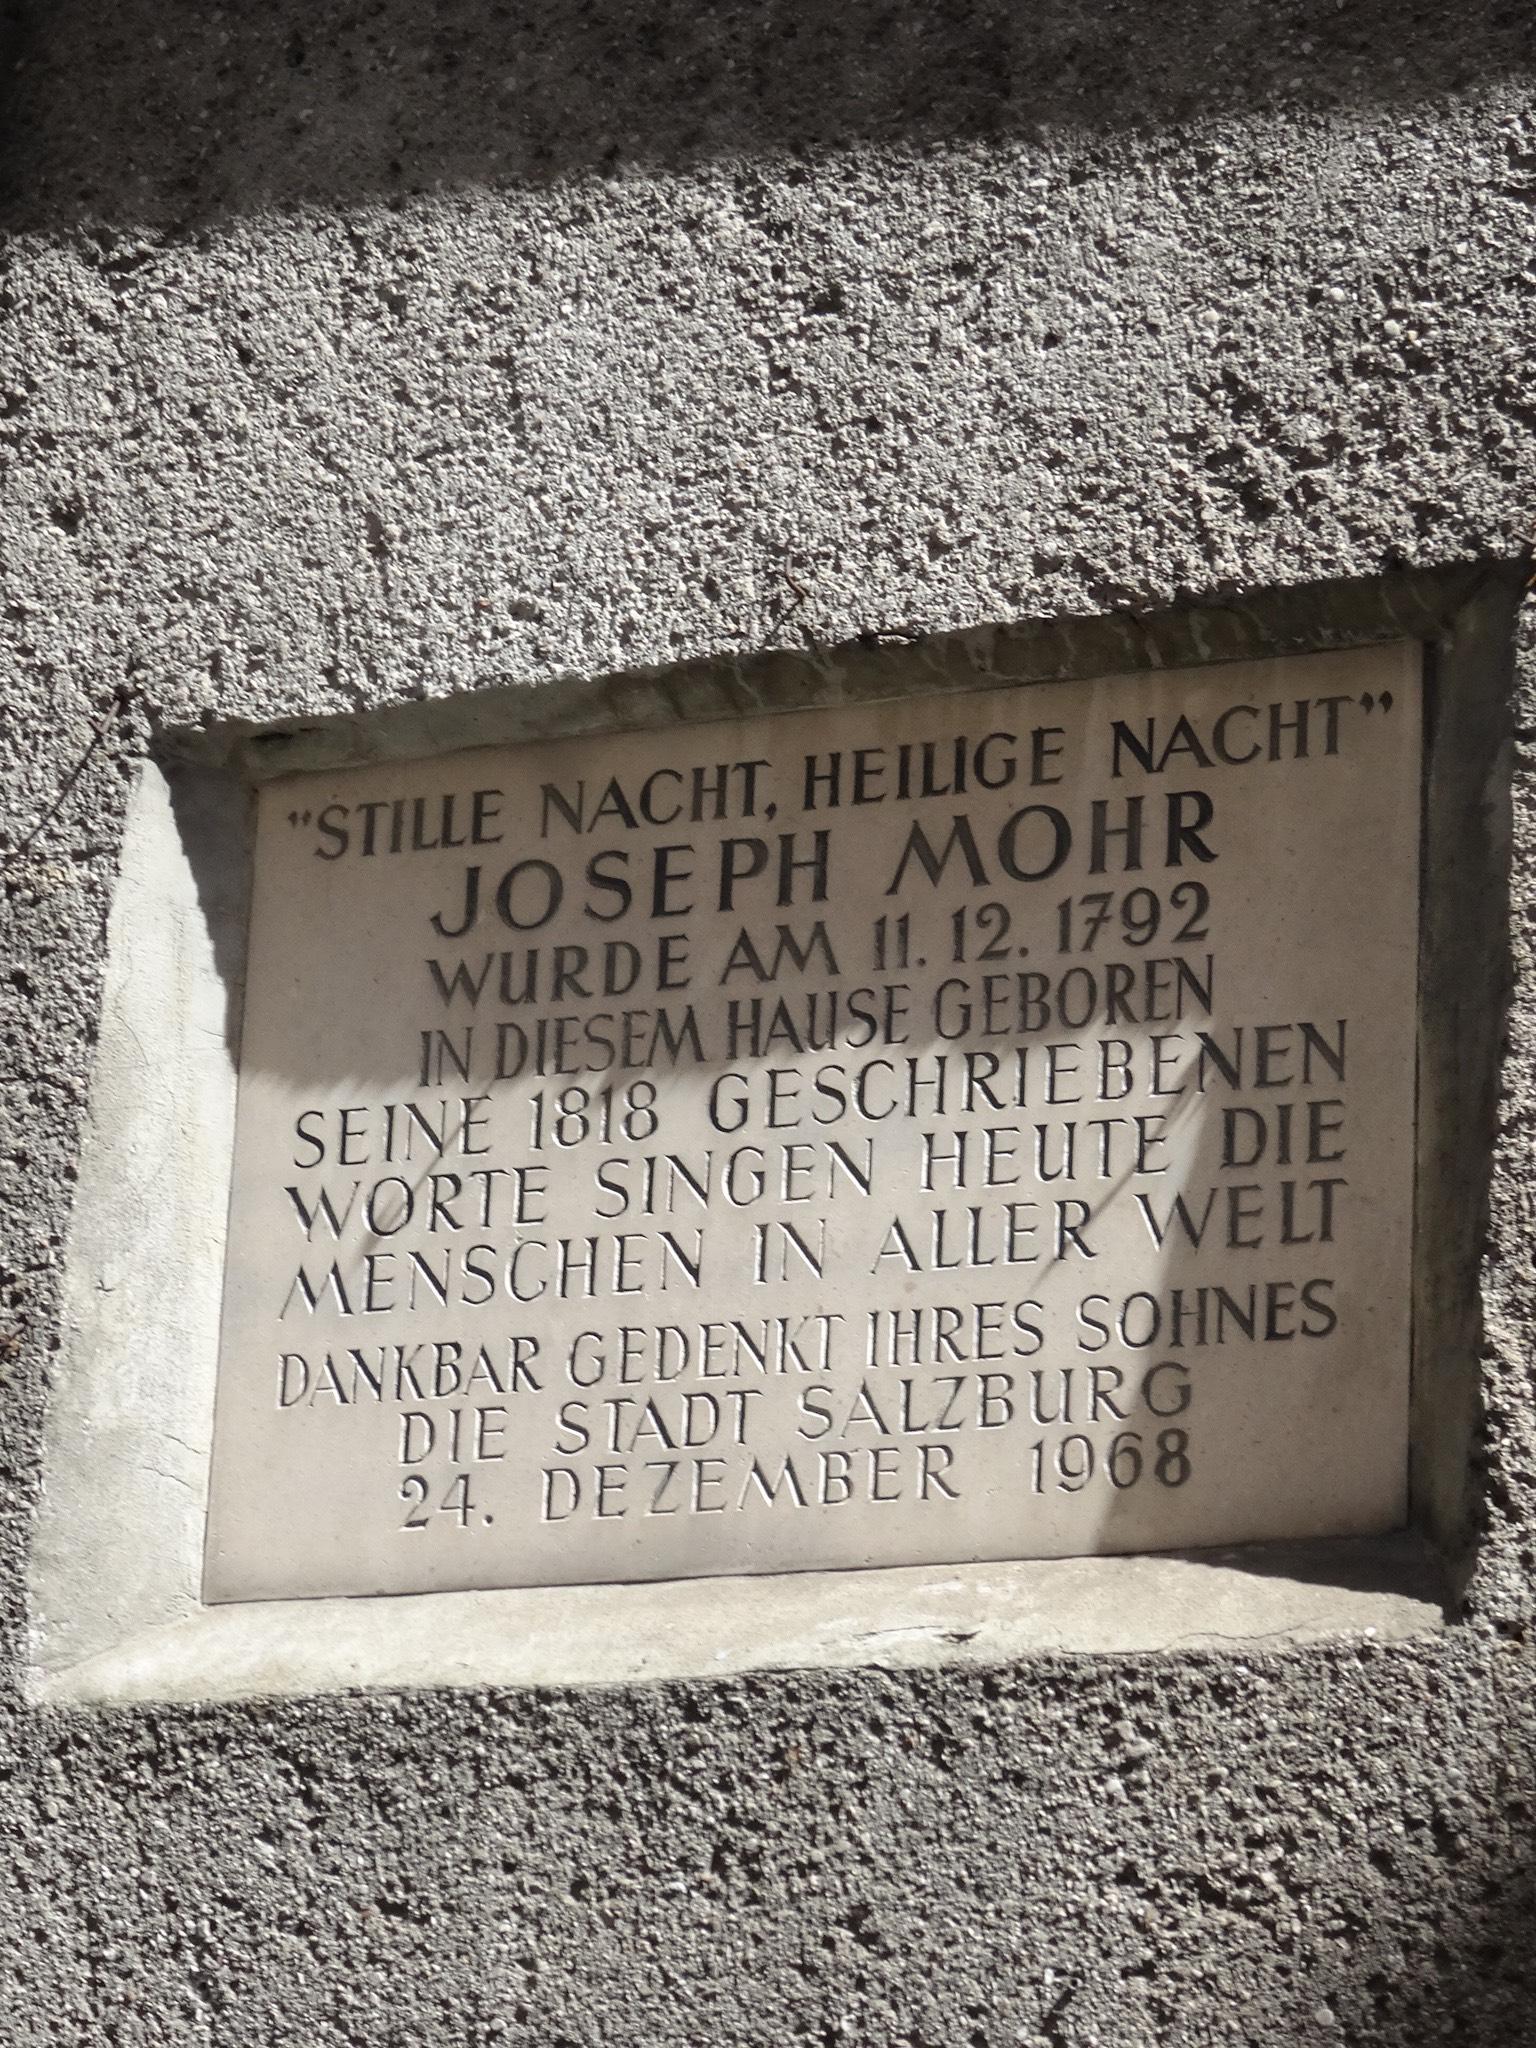 "STILLE NACHT, HEILIGE NACHT"
JOSEPH MOHR
WURDE AM 11. 12. 1792
IN DIESEM HAUSE GEBOREN
SEINE 1818 GESCHRIEBENEN
WORTE SINGEN HEUTE DIE
MENSCHEN IN ALLER WELT
DANKBAR GEDENKT IHRES SOHNES
DIE STADT SALZBURG
24. DEZEMBER 1968